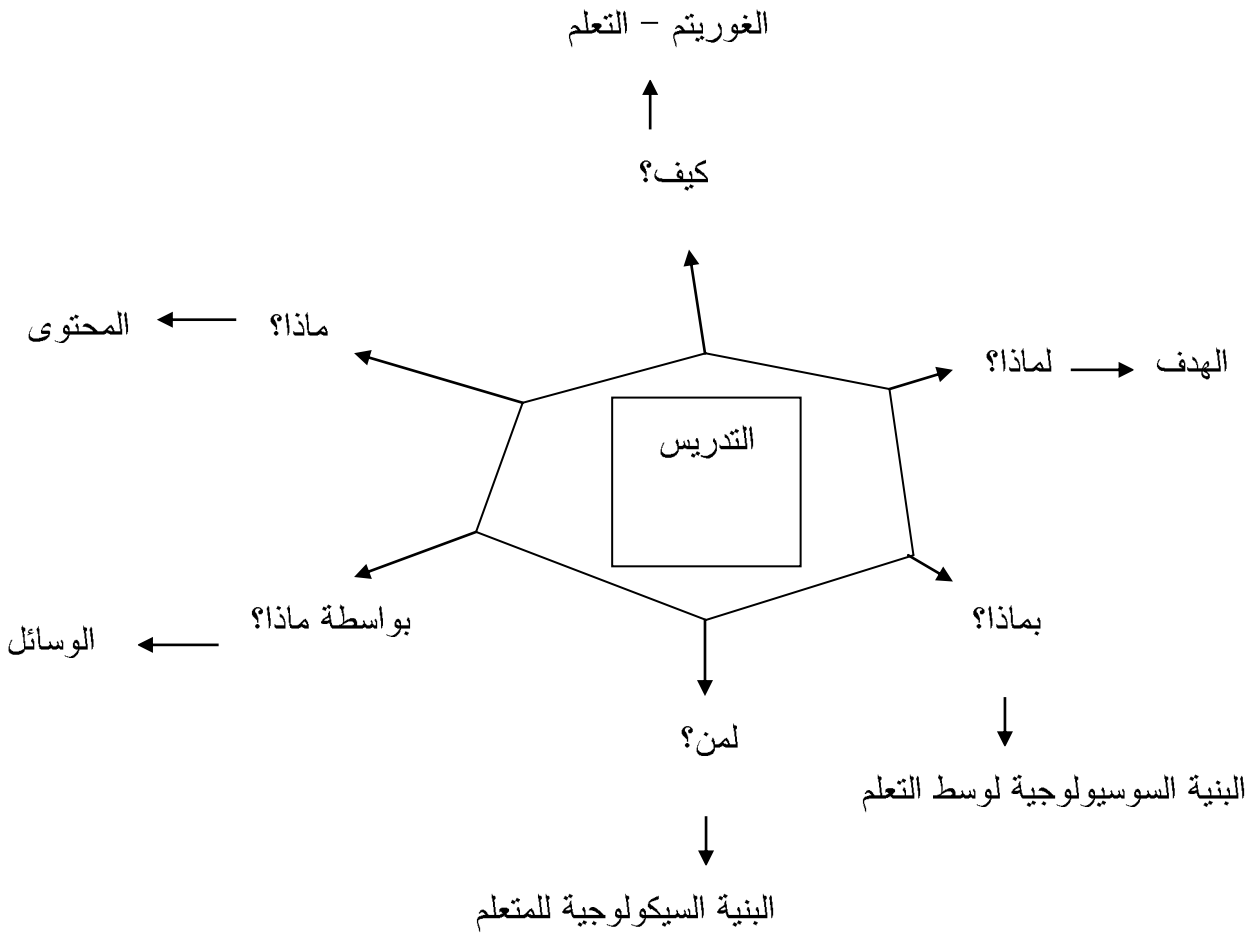 الغوريتم – التعلم
كيف؟
ماذا؟
المحتوى
لماذا؟
الهدف
التدريس
بواسطة ماذا؟
الوسائل
بماذا؟
لمن؟
البنية السوسيولوجية لوسط التعلم
البنية السيكولوجية للمتعلم